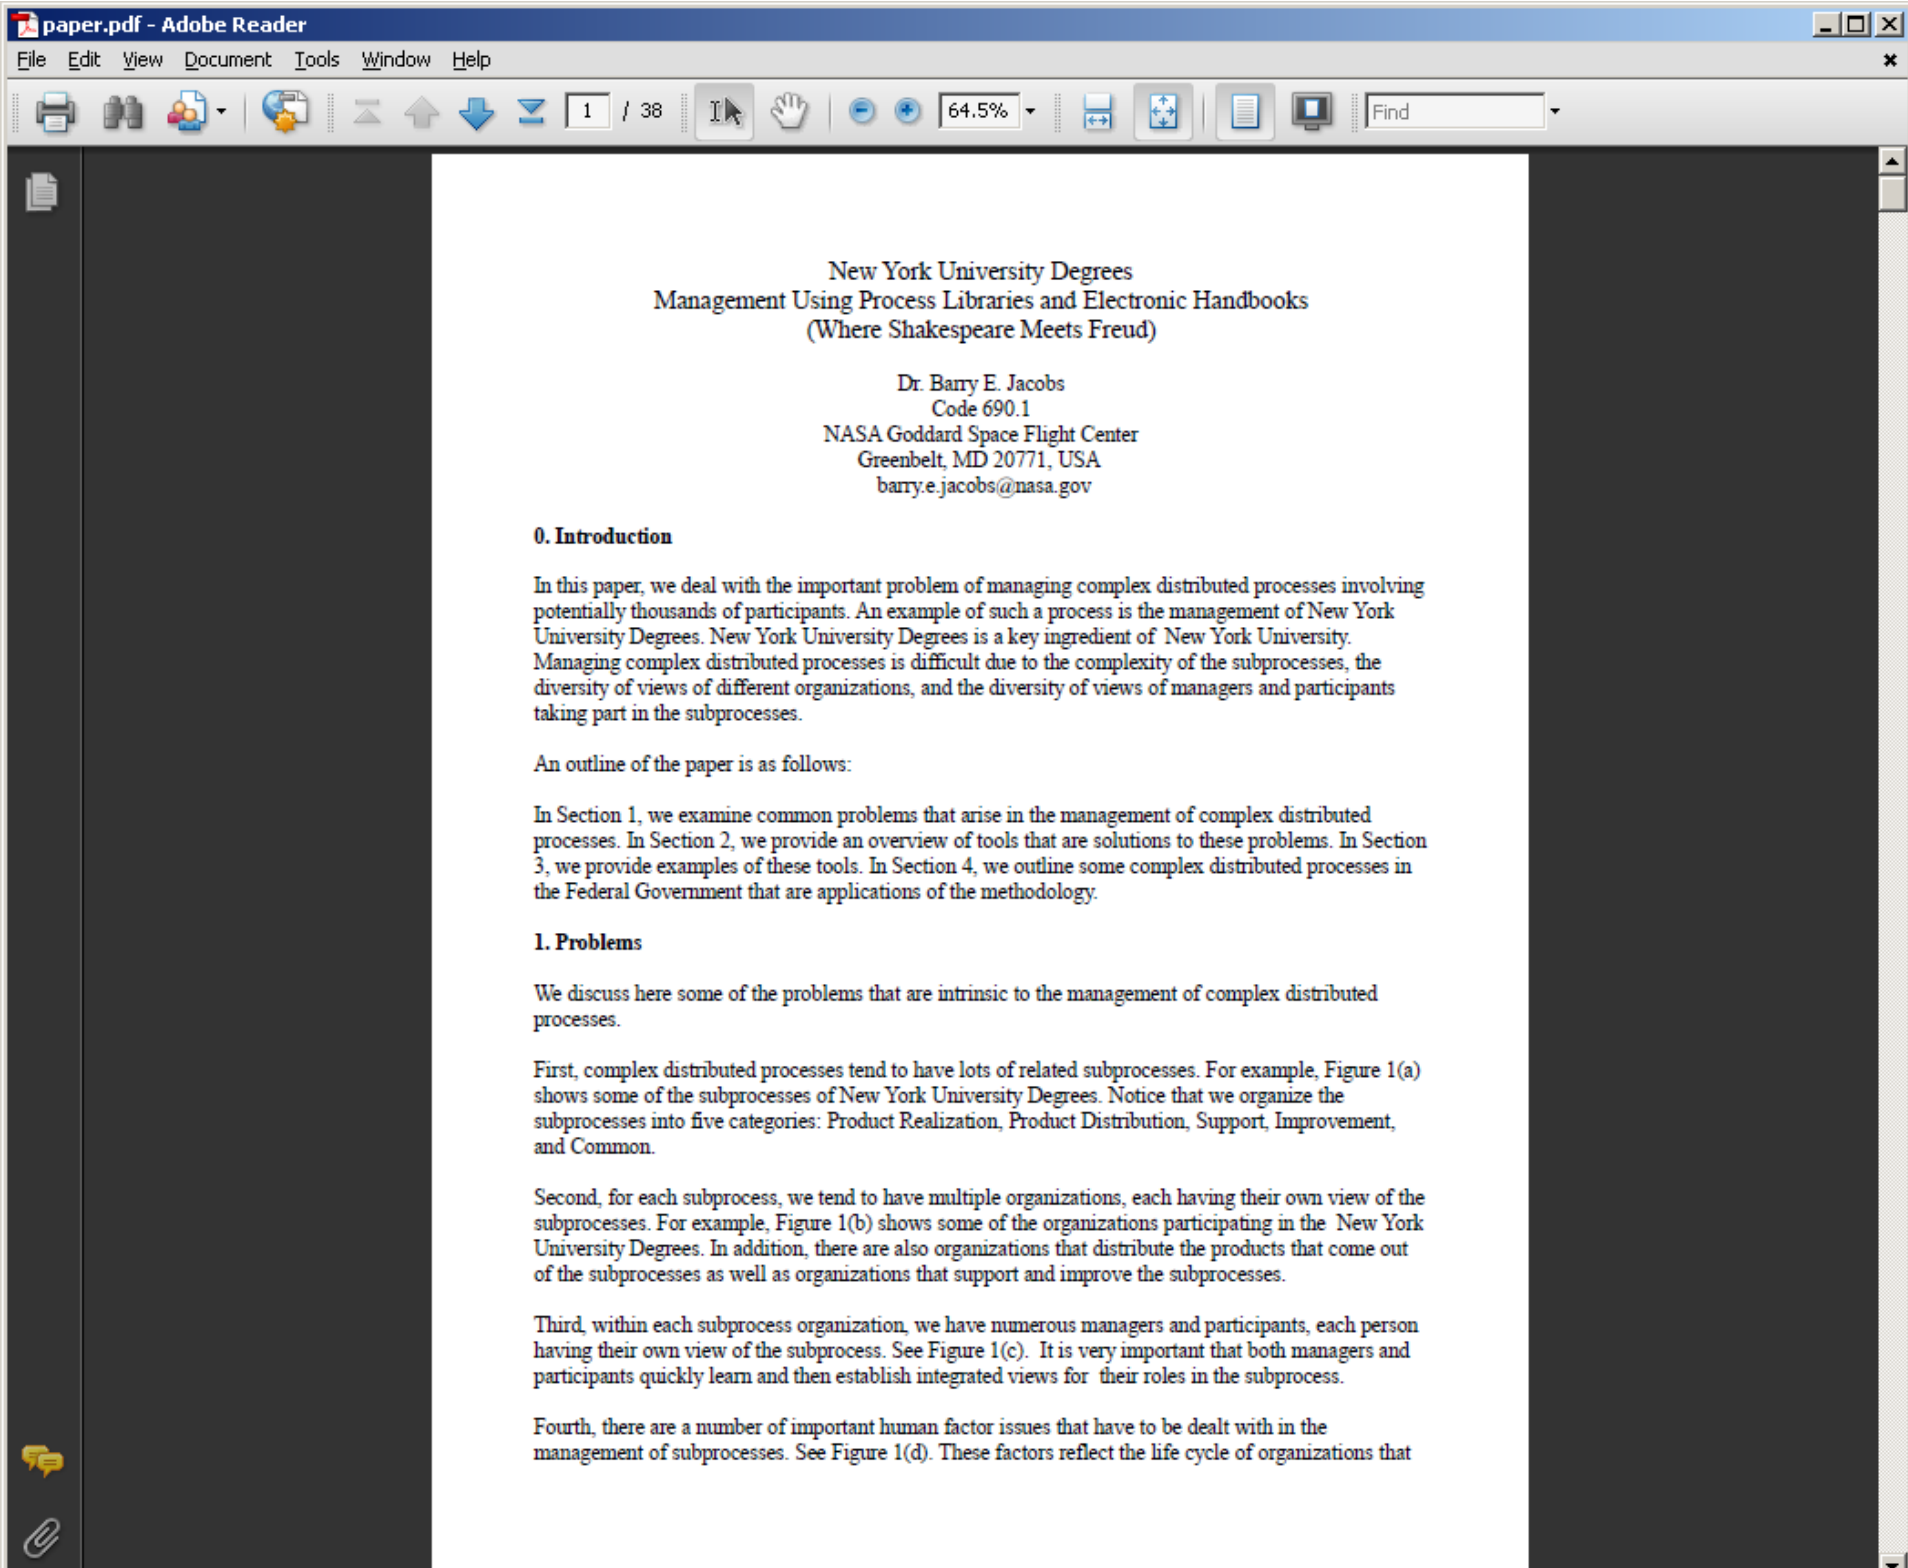 paper.pdf - Adobe Reader
File Edit View Document Tools Window Help
1 / 38 64.5% Find
New York University Degrees
Management Using Process Libraries and Electronic Handbooks
(Where Shakespeare Meets Freud)
Dr. Barry E. Jacobs
Code 690.1
NASA Goddard Space Flight Center
Greenbelt, MD 20771, USA
barry.e.jacobs@nasa.gov
0. Introduction
In this paper, we deal with the important problem of managing complex distributed processes involving
potentially thousands of participants. An example of such a process is the management of New York
University Degrees. New York University Degrees is a key ingredient of  New York University.
Managing complex distributed processes is difficult due to the complexity of the subprocesses, the
diversity of views of different organizations, and the diversity of views of managers and participants
taking part in the subprocesses.
An outline of the paper is as follows:
In Section 1, we examine common problems that arise in the management of complex distributed
processes. In Section 2, we provide an overview of tools that are solutions to these problems. In Section
3, we provide examples of these tools. In Section 4, we outline some complex distributed processes in
the Federal Government that are applications of the methodology.
1. Problems
We discuss here some of the problems that are intrinsic to the management of complex distributed
processes.
First, complex distributed processes tend to have lots of related subprocesses. For example, Figure 1(a)
shows some of the subprocesses of New York University Degrees. Notice that we organize the
subprocesses into five categories: Product Realization, Product Distribution, Support, Improvement,
and Common.
Second, for each subprocess, we tend to have multiple organizations, each having their own view of the
subprocesses. For example, Figure 1(b) shows some of the organizations participating in the  New York
University Degrees. In addition, there are also organizations that distribute the products that come out
of the subprocesses as well as organizations that support and improve the subprocesses.
Third, within each subprocess organization, we have numerous managers and participants, each person
having their own view of the subprocess. See Figure 1(c).  It is very important that both managers and
participants quickly learn and then establish integrated views for  their roles in the subprocess.
Fourth, there are a number of important human factor issues that have to be dealt with in the
management of subprocesses. See Figure 1(d). These factors reflect the life cycle of organizations that